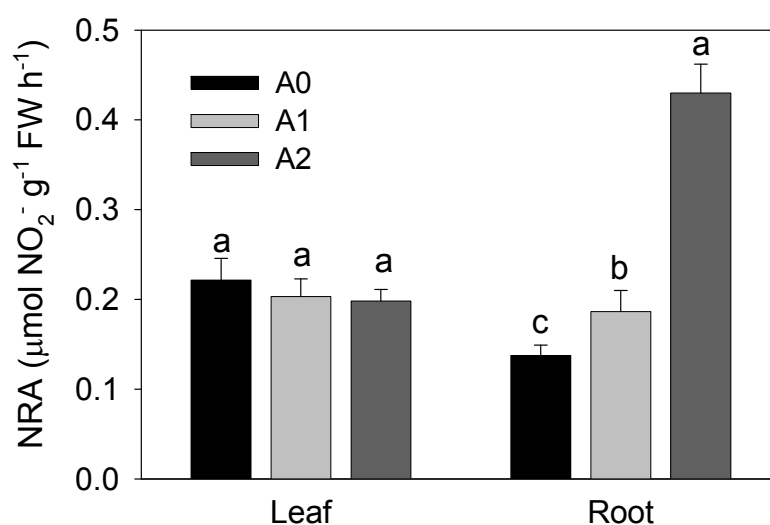 NRA (μmol NO₂⁻ g⁻¹ FW h⁻¹)
0.5
0.4
0.3
0.2
0.1
0.0
A0
A1
A2
a
a
a
c
b
a
Leaf
Root